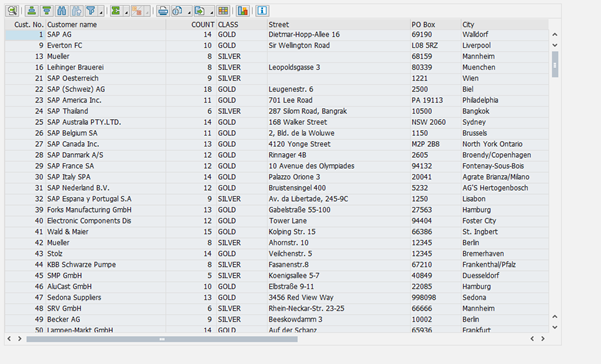 Cust. No. Customer name COUNT CLASS Street PO Box City
1 SAP AG 14 GOLD Dietmar-Hopp-Allee 16 69190 Walldorf
9 Everton FC 10 GOLD Sir Wellington Road L08 5RZ Liverpool
13 Mueller 8 SILVER 68159 Mannheim
16 Leihinger Brauerei 8 SILVER Leopoldsgasse 3 80339 Muenchen
21 SAP Oesterreich 9 SILVER 1221 Wien
22 SAP (Schweiz) AG 18 GOLD Leugenestr. 6 2500 Biel
23 SAP America Inc. 11 GOLD 701 Lee Road PA 19113 Philadelphia
24 SAP Thailand 6 SILVER 287 Silom Road, Bangrak 10500 Bangkok
25 SAP Australia PTY.LTD. 14 GOLD 168 Walker Street NSW 2060 Sydney
26 SAP Belgium SA 11 GOLD 2, Bld. de la Woluwe 1150 Brussels
27 SAP Canada Inc. 13 GOLD 4120 Yonge Street M2P 2B8 North York Ontario
28 SAP Danmark A/S 12 GOLD Rinnager 4B 2605 Broendy/Copenhagen
29 SAP France SA 12 GOLD 10 Avenue des Olympiades 94132 Fontenay-Sous-Bois
30 SAP Italy SPA 14 GOLD Palazzo Orione 3 20041 Agrate Brianza/Milano
31 SAP Nederland B.V. 12 GOLD Bruistensingel 400 5232 AG'S Hertogenbosch
32 SAP Espana y Portugal S.A 9 SILVER Av. da Libertade, 245-9C 1250 Lisabon
39 Forks Manufacturing GmbH 13 GOLD Gabelstraße 55-100 27563 Hamburg
40 Electronic Components Dis 12 GOLD Tower Lane 94404 Foster City
41 Wald & Maier 15 GOLD Kolping Str. 15 66386 St. Ingbert
42 Mueller 8 SILVER Ahornstr. 10 12345 Berlin
43 Stolz 14 GOLD Veilchenstr. 5 12345 Bremerhaven
44 KBB Schwarze Pumpe 8 SILVER Fasanenstr.8 67210 Frankenthal/Pfalz
45 SMP GmbH 5 SILVER Koenigsallee 5-7 40849 Duesseldorf
46 AluCast GmbH 10 GOLD Elbstraße 9-11 22085 Hamburg
47 Sedona Suppliers 13 GOLD 3456 Red View Way 998098 Sedona
48 SRV GmbH 6 SILVER Rhein-Neckar-Str. 23-25 66666 Mannheim
49 Becker AG 9 SILVER Beeskowdamm 3 10002 Berlin
50 Lampen-Markt GmbH 14 GOLD Auf der Schanz 65936 Frankfurt